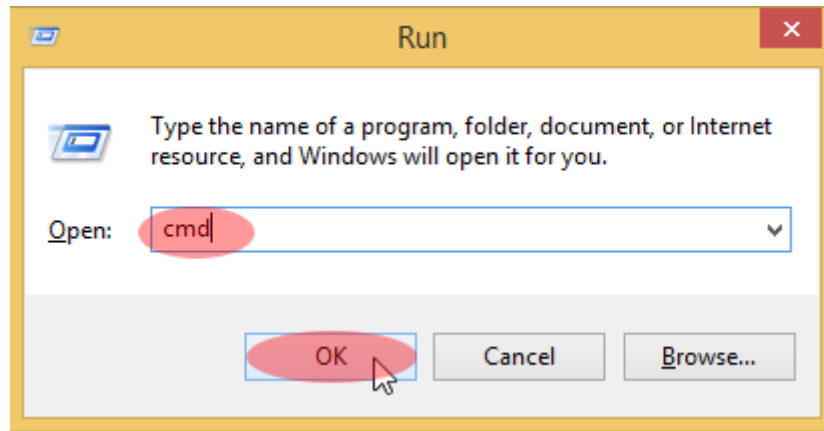 Run
Type the name of a program, folder, document, or Internet
resource, and Windows will open it for you.
Open: cmd
OK Cancel Browse...